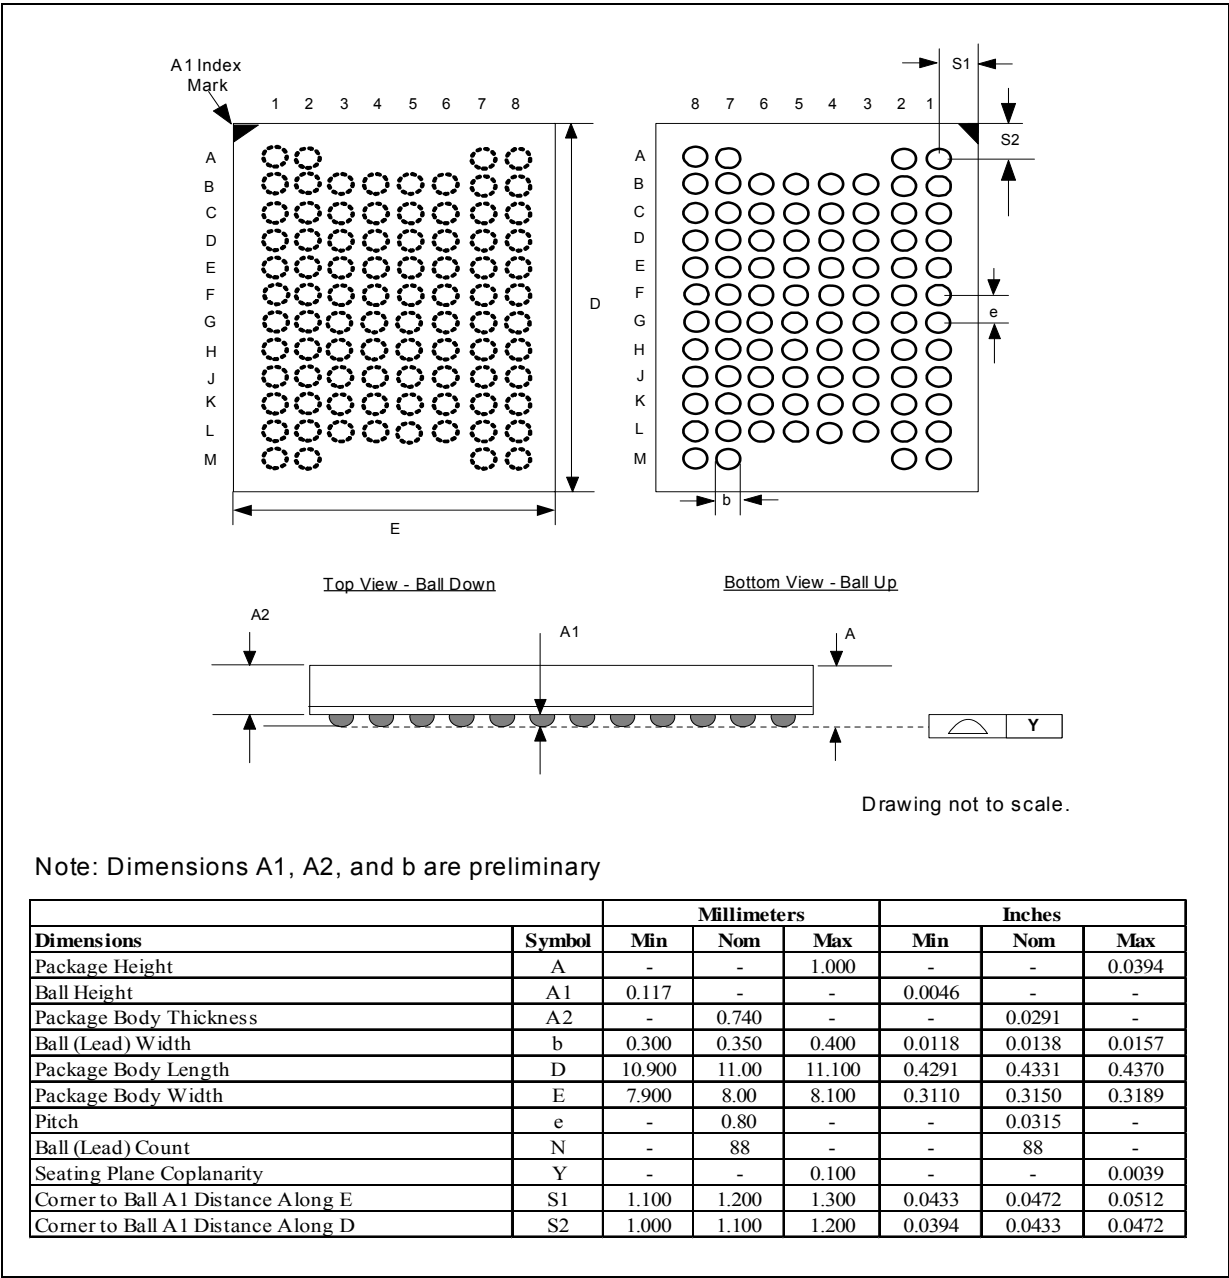 A1 Index
Mark
1 2 3 4 5 6 7 8
A
B
C
D
E
F
G
H
J
K
L
M
D
E
8 7 6 5 4 3 2 1
A
B
C
D
E
F
G
H
J
K
L
M
S1
S2
e
b
Top View - Ball Down
Bottom View - Ball Up
A2
A1
A
Y
Drawing not to scale.
Note: Dimensions A1, A2, and b are preliminary
Millimeters Inches
Dimensions Symbol Min Nom Max Min Nom Max
Package Height A - - 1.000 - - 0.0394
Ball Height A1 0.117 - - 0.0046 - -
Package Body Thickness A2 - 0.740 - - 0.0291 -
Ball (Lead) Width b 0.300 0.350 0.400 0.0118 0.0138 0.0157
Package Body Length D 10.900 11.00 11.100 0.4291 0.4331 0.4370
Package Body Width E 7.900 8.00 8.100 0.3110 0.3150 0.3189
Pitch e - 0.80 - - 0.0315 -
Ball (Lead) Count N - 88 - - 88 -
Seating Plane Coplanarity Y - - 0.100 - - 0.0039
Corner to Ball A1 Distance Along E S1 1.100 1.200 1.300 0.0433 0.0472 0.0512
Corner to Ball A1 Distance Along D S2 1.000 1.100 1.200 0.0394 0.0433 0.0472